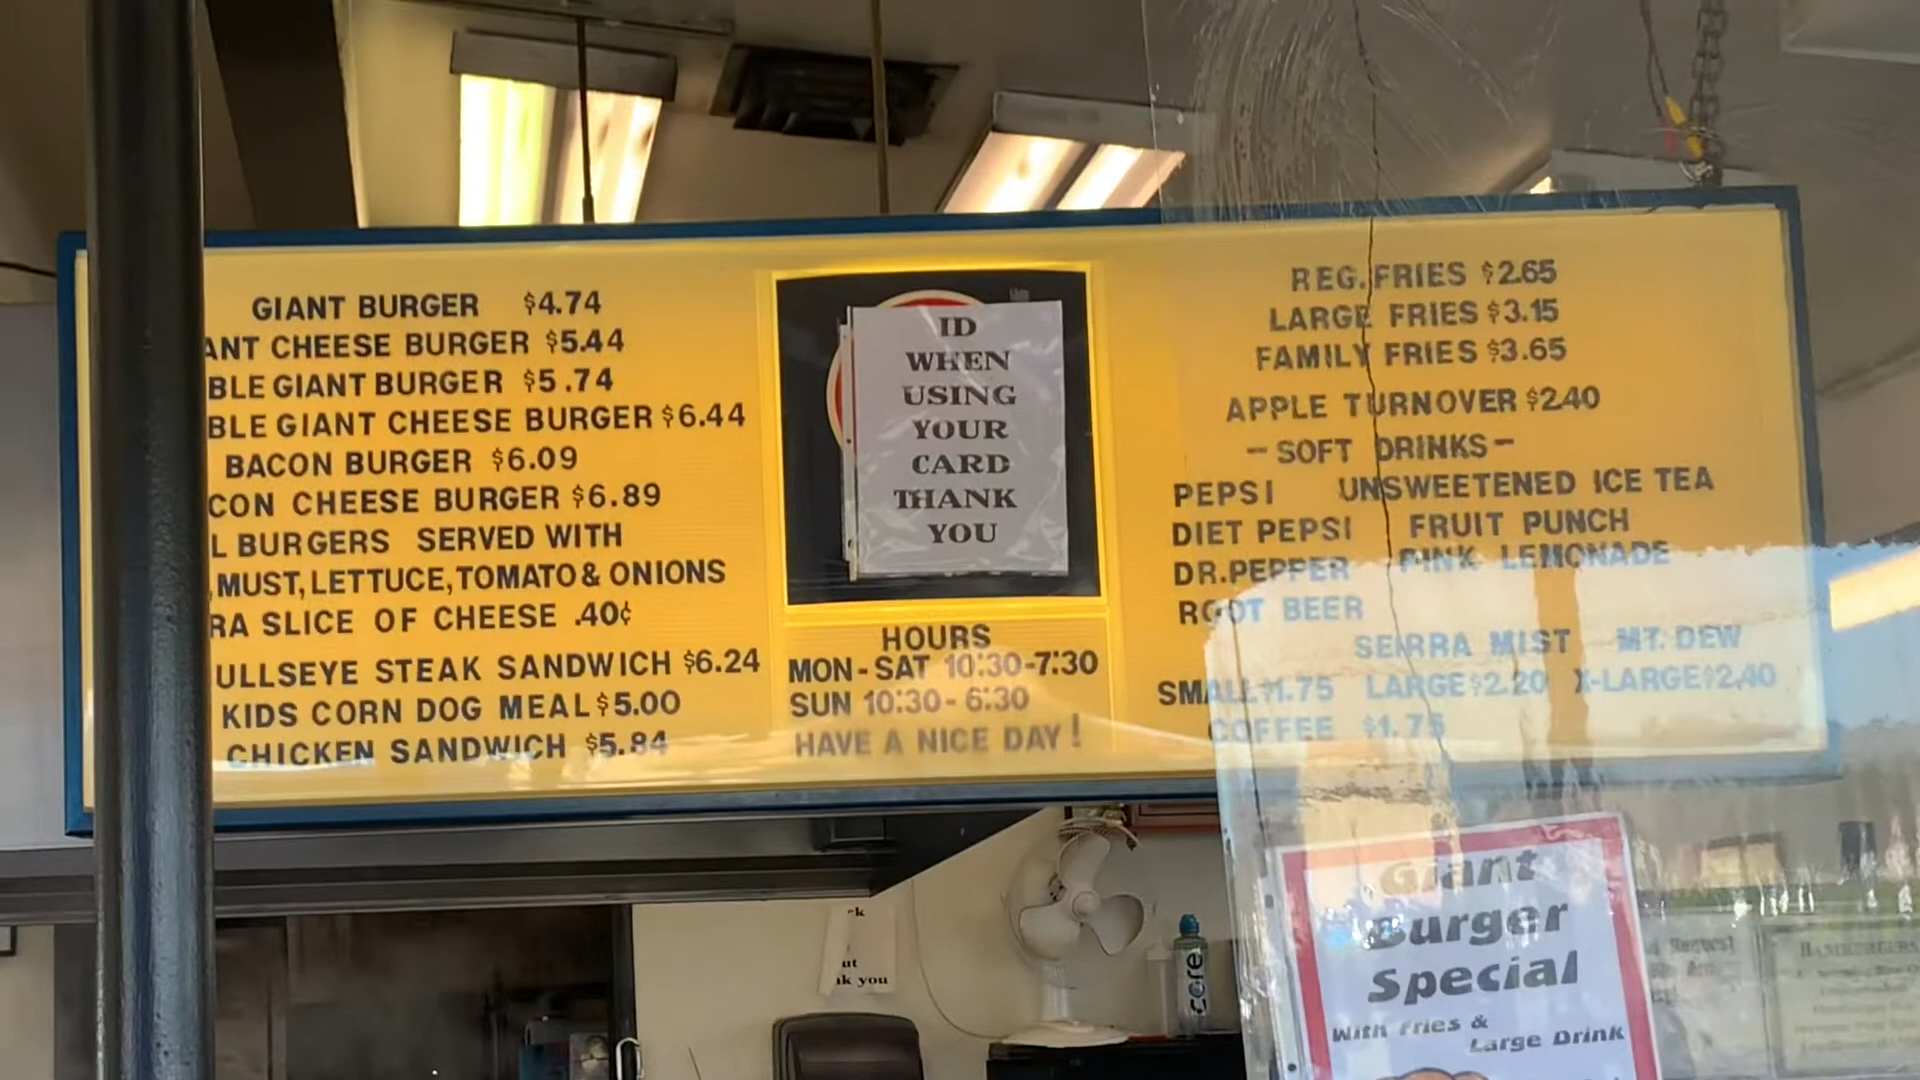 GIANT BURGER $4.74
ANT CHEESE BURGER $5.44
BLE GIANT BURGER $5.74
BLE GIANT CHEESE BURGER $6.44
BACON BURGER $6.09
CON CHEESE BURGER $6.89
L BURGERS SERVED WITH
, MUST, LETTUCE, TOMATO & ONIONS
RA SLICE OF CHEESE .40¢
ULLSEYE STEAK SANDWICH $6.24
KIDS CORN DOG MEAL $5.00
CHICKEN SANDWICH $5.84
ID
WHEN
USING
YOUR
CARD
THANK
YOU
HOURS
MON-SAT 10:30-7:30
SUN 10:30-6:30
HAVE A NICE DAY!
REG. FRIES $2.65
LARGE FRIES $3.15
FAMILY FRIES $3.65
APPLE TURNOVER $2.40
-SOFT DRINKS-
PEPSI UNSWEETENED ICE TEA
DIET PEPSI FRUIT PUNCH
DR.PEPPER PINK LEMONADE
ROOT BEER
SEIRRA MIST MT. DEW
SMALL $1.75 LARGE $2.20 X-LARGE $2.40
COFFEE $1.75
ut
nk you
core
Giant
Burger
Special
With Fries &
Large Drink